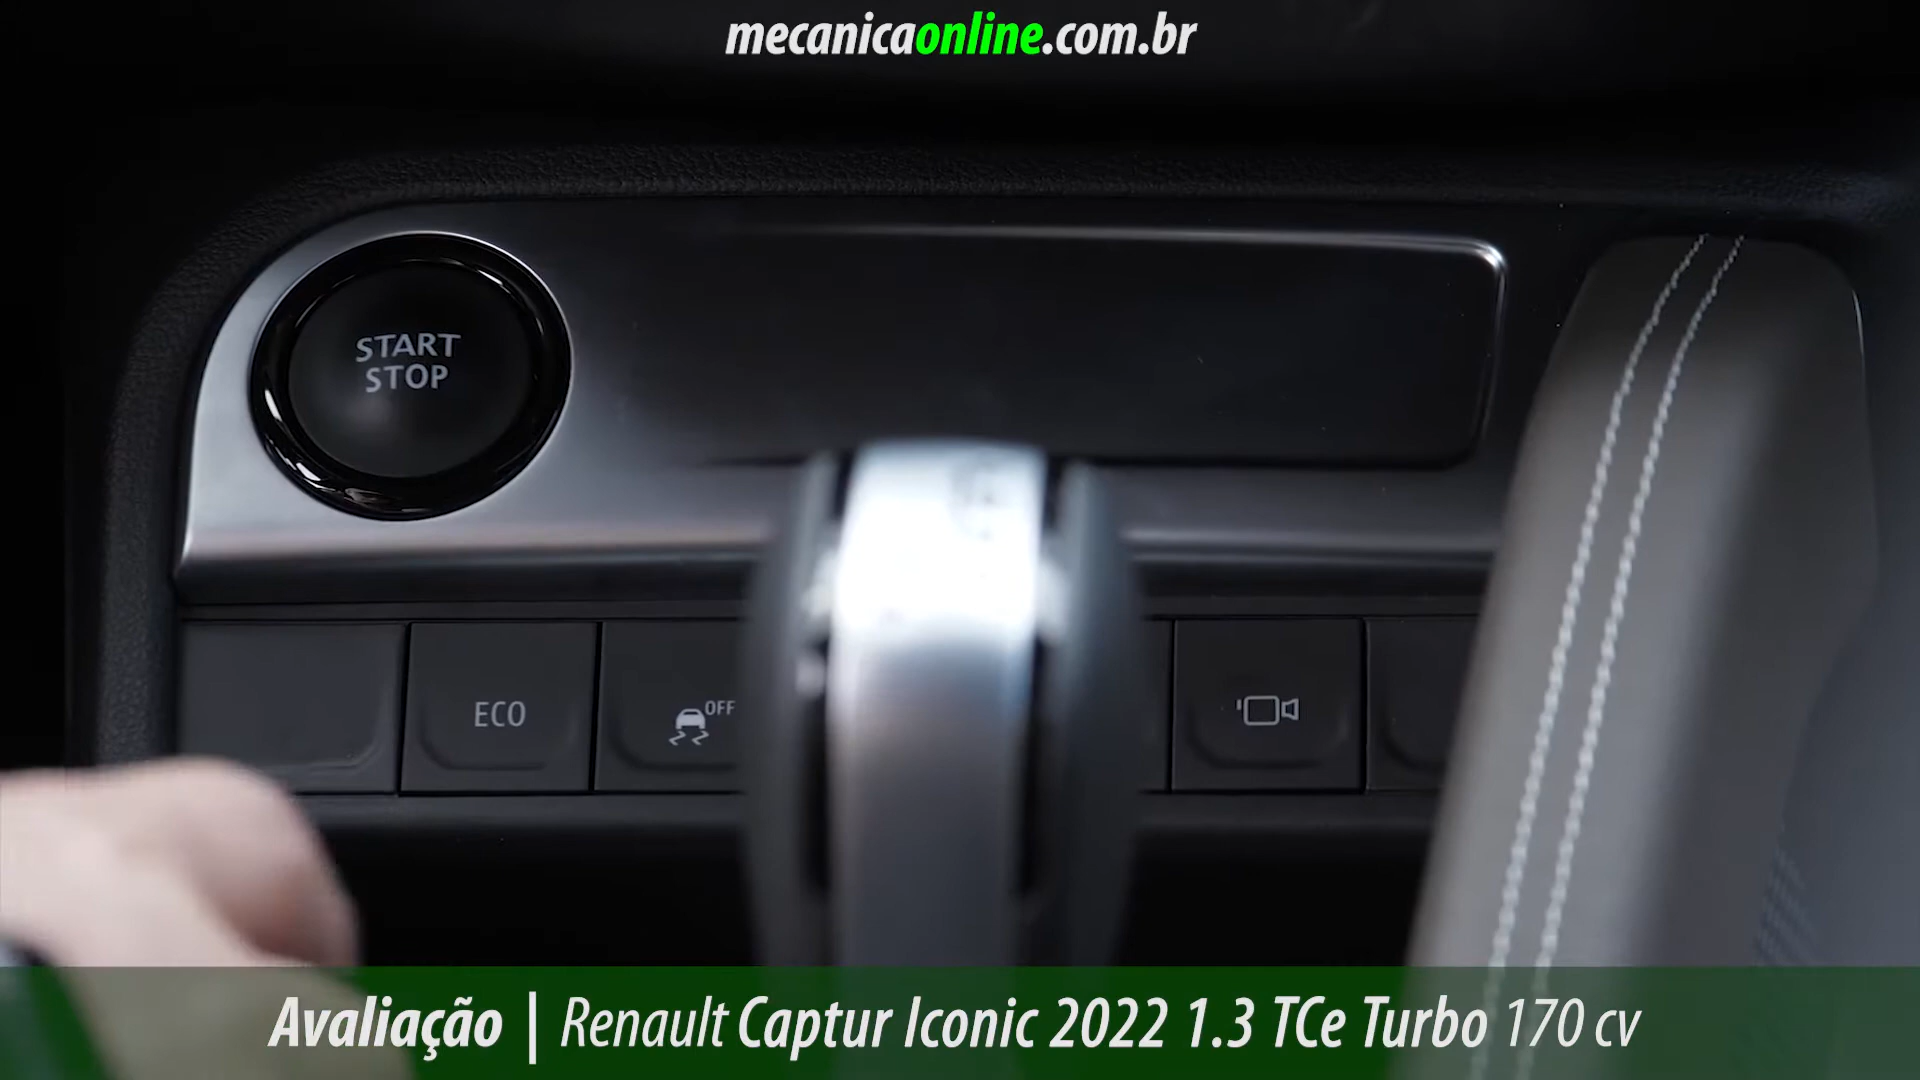 mecanicaonline.com.br
START
STOP
ECO
OFF
Avaliação | Renault Captur Iconic 2022 1.3 TCe Turbo 170 cv